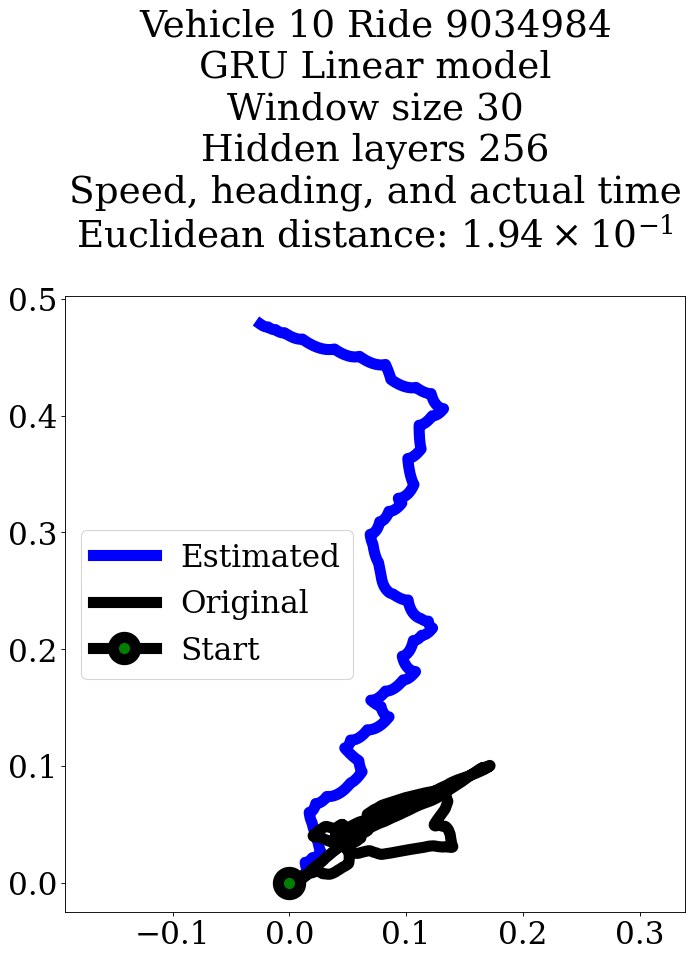 Vehicle 10 Ride 9034984
GRU Linear model
Window size 30
Hidden layers 256
Speed, heading, and actual time
Euclidean distance: 1.94 × 10⁻¹
0.5
0.4
0.3
0.2
0.1
0.0
Estimated
Original
Start
−0.1 0.0 0.1 0.2 0.3